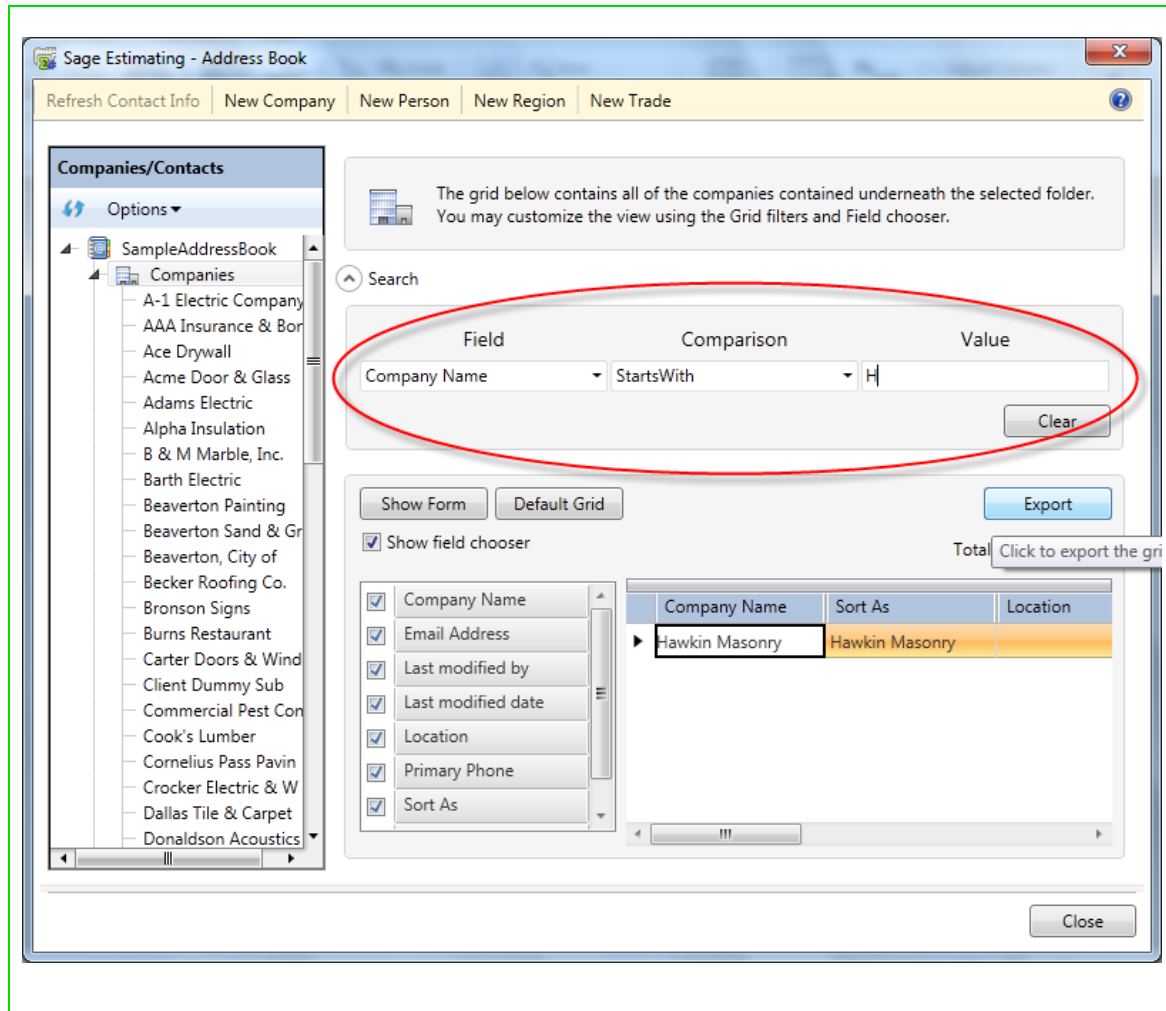 Sage Estimating - Address Book
Refresh Contact Info New Company New Person New Region New Trade
Companies/Contacts
Options
SampleAddressBook
Companies
A-1 Electric Company
AAA Insurance & Bor
Ace Drywall
Acme Door & Glass
Adams Electric
Alpha Insulation
B & M Marble, Inc.
Barth Electric
Beaverton Painting
Beaverton Sand & Gr
Beaverton, City of
Becker Roofing Co.
Bronson Signs
Burns Restaurant
Carter Doors & Wind
Client Dummy Sub
Commercial Pest Con
Cook's Lumber
Cornelius Pass Pavin
Crocker Electric & W
Dallas Tile & Carpet
Donaldson Acoustics
The grid below contains all of the companies contained underneath the selected folder.
You may customize the view using the Grid filters and Field chooser.
Search
Field Comparison Value
Company Name StartsWith H
Clear
Show Form Default Grid Export
Show field chooser
Total Click to export the gri
Company Name
Email Address
Last modified by
Last modified date
Location
Primary Phone
Sort As
Company Name Sort As Location
Hawkin Masonry Hawkin Masonry
Close